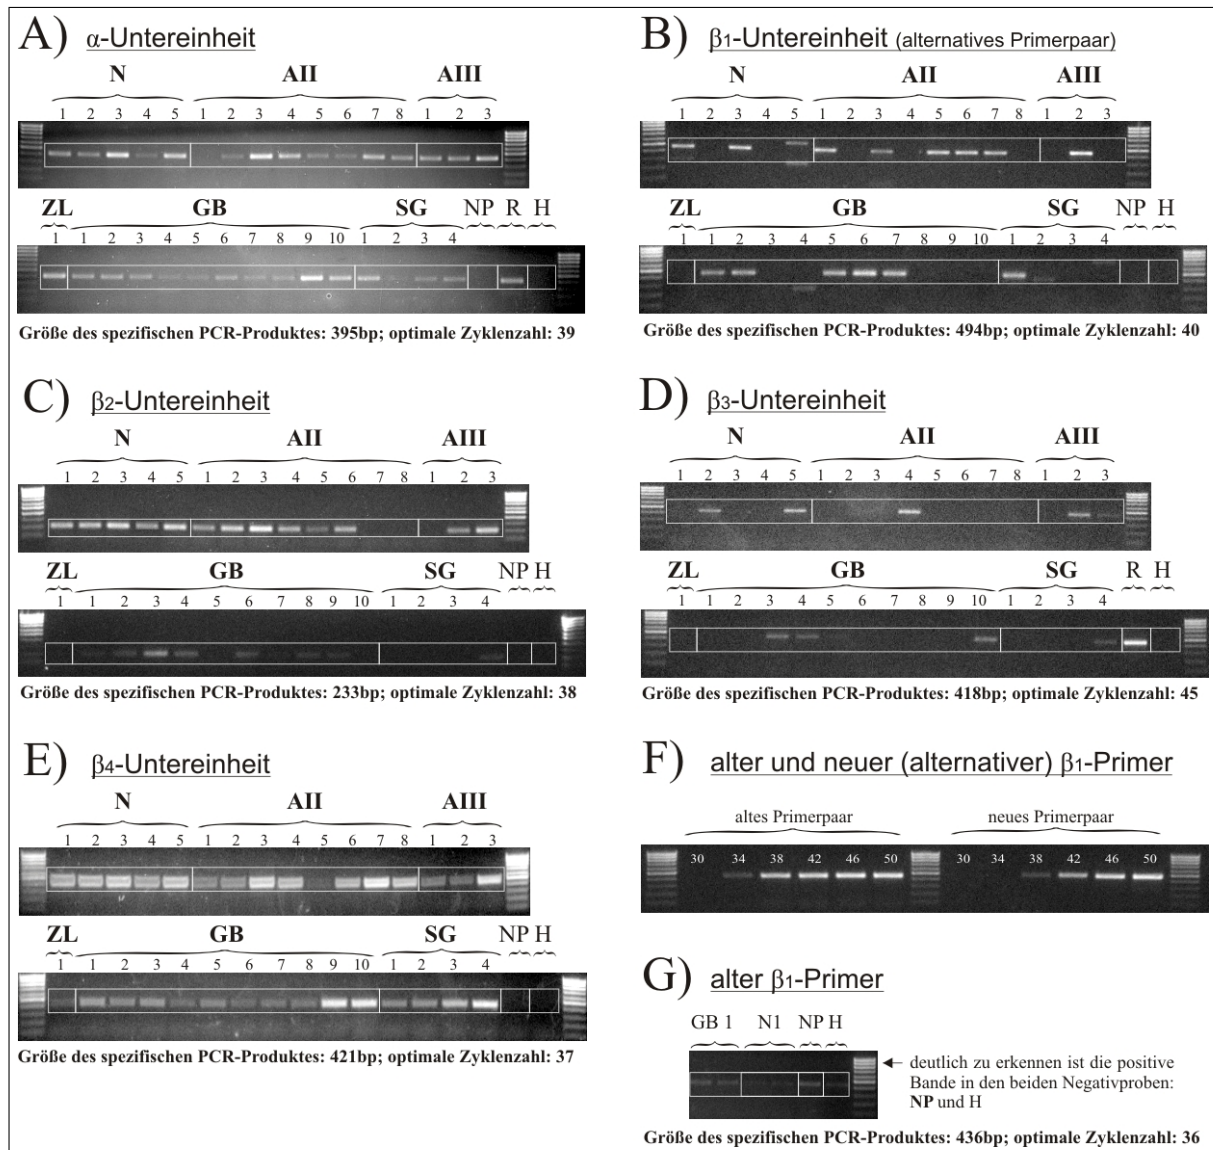 A) α-Untereinheit
N AII AIII
1 2 3 4 5 1 2 3 4 5 6 7 8 1 2 3
ZL GB SG NP R H
1 1 2 3 4 5 6 7 8 9 10 1 2 3 4
Größe des spezifischen PCR-Produktes: 395bp; optimale Zyklenzahl: 39
B) β1-Untereinheit (alternatives Primerpaar)
N AII AIII
1 2 3 4 5 1 2 3 4 5 6 7 8 1 2 3
ZL GB SG NP H
1 1 2 3 4 5 6 7 8 9 10 1 2 3 4
Größe des spezifischen PCR-Produktes: 494bp; optimale Zyklenzahl: 40
C) β2-Untereinheit
N AII AIII
1 2 3 4 5 1 2 3 4 5 6 7 8 1 2 3
ZL GB SG NP H
1 1 2 3 4 5 6 7 8 9 10 1 2 3 4
Größe des spezifischen PCR-Produktes: 233bp; optimale Zyklenzahl: 38
D) β3-Untereinheit
N AII AIII
1 2 3 4 5 1 2 3 4 5 6 7 8 1 2 3
ZL GB SG R H
1 1 2 3 4 5 6 7 8 9 10 1 2 3 4
Größe des spezifischen PCR-Produktes: 418bp; optimale Zyklenzahl: 45
E) β4-Untereinheit
N AII AIII
1 2 3 4 5 1 2 3 4 5 6 7 8 1 2 3
ZL GB SG NP H
1 1 2 3 4 5 6 7 8 9 10 1 2 3 4
Größe des spezifischen PCR-Produktes: 421bp; optimale Zyklenzahl: 37
F) alter und neuer (alternativer) β1-Primer
altes Primerpaar neues Primerpaar
30 34 38 42 46 50 30 34 38 42 46 50
G) alter β1-Primer
GB 1 N1 NP H
← deutlich zu erkennen ist die positive
Bande in den beiden Negativproben:
NP und H
Größe des spezifischen PCR-Produktes: 436bp; optimale Zyklenzahl: 36